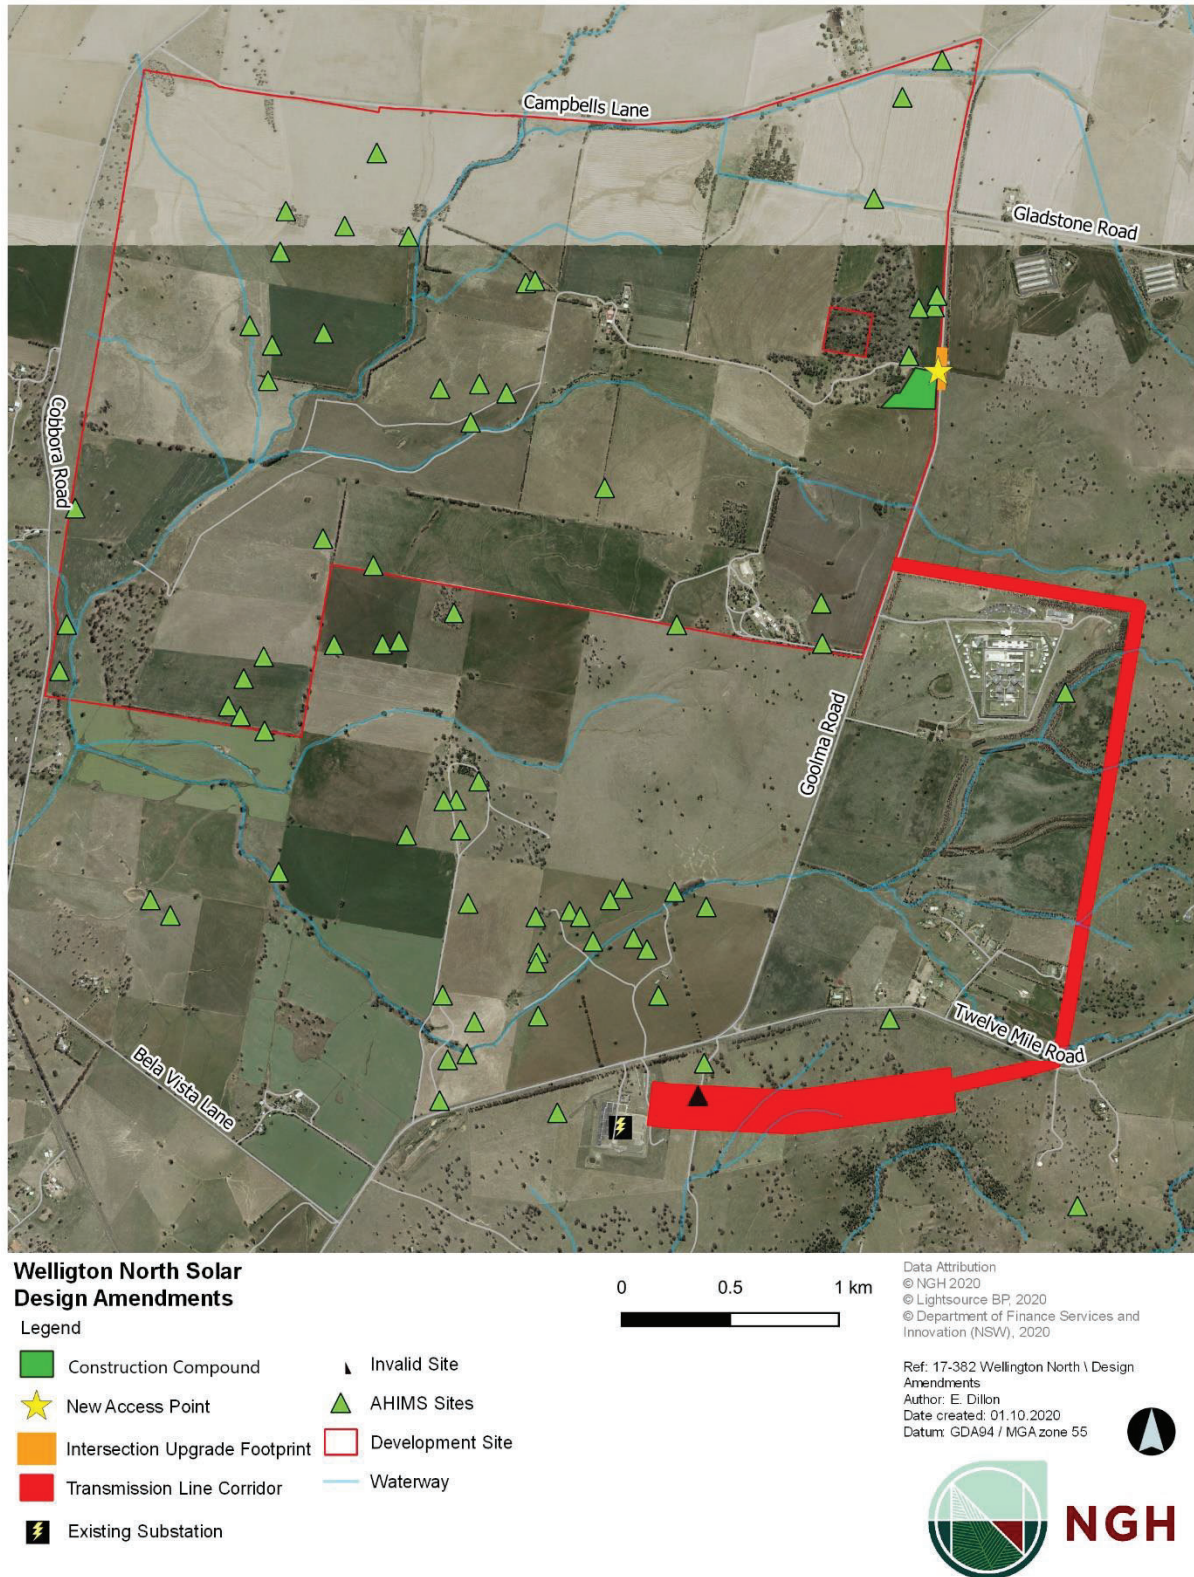 Campbells Lane
Gladstone Road
Cobbora Road
Goolma Road
Twelve Mile Road
Bela Vista Lane
Welligton North Solar
Design Amendments
Legend
Construction Compound
New Access Point
Intersection Upgrade Footprint
Transmission Line Corridor
Existing Substation
Invalid Site
AHIMS Sites
Development Site
Waterway
0 0.5 1 km
Data Attribution
© NGH 2020
© Lightsource BP, 2020
© Department of Finance Services and
Innovation (NSW), 2020
Ref: 17-382 Wellington North \ Design
Amendments
Author: E. Dillon
Date created: 01.10.2020
Datum: GDA94 / MGA zone 55
NGH